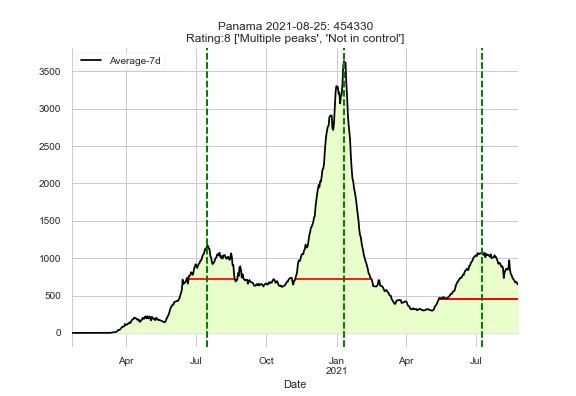 Panama 2021-08-25: 454330
Rating:8 ['Multiple peaks', 'Not in control']
Average-7d
3500
3000
2500
2000
1500
1000
500
0
Apr Jul Oct Jan Apr Jul
2021
Date